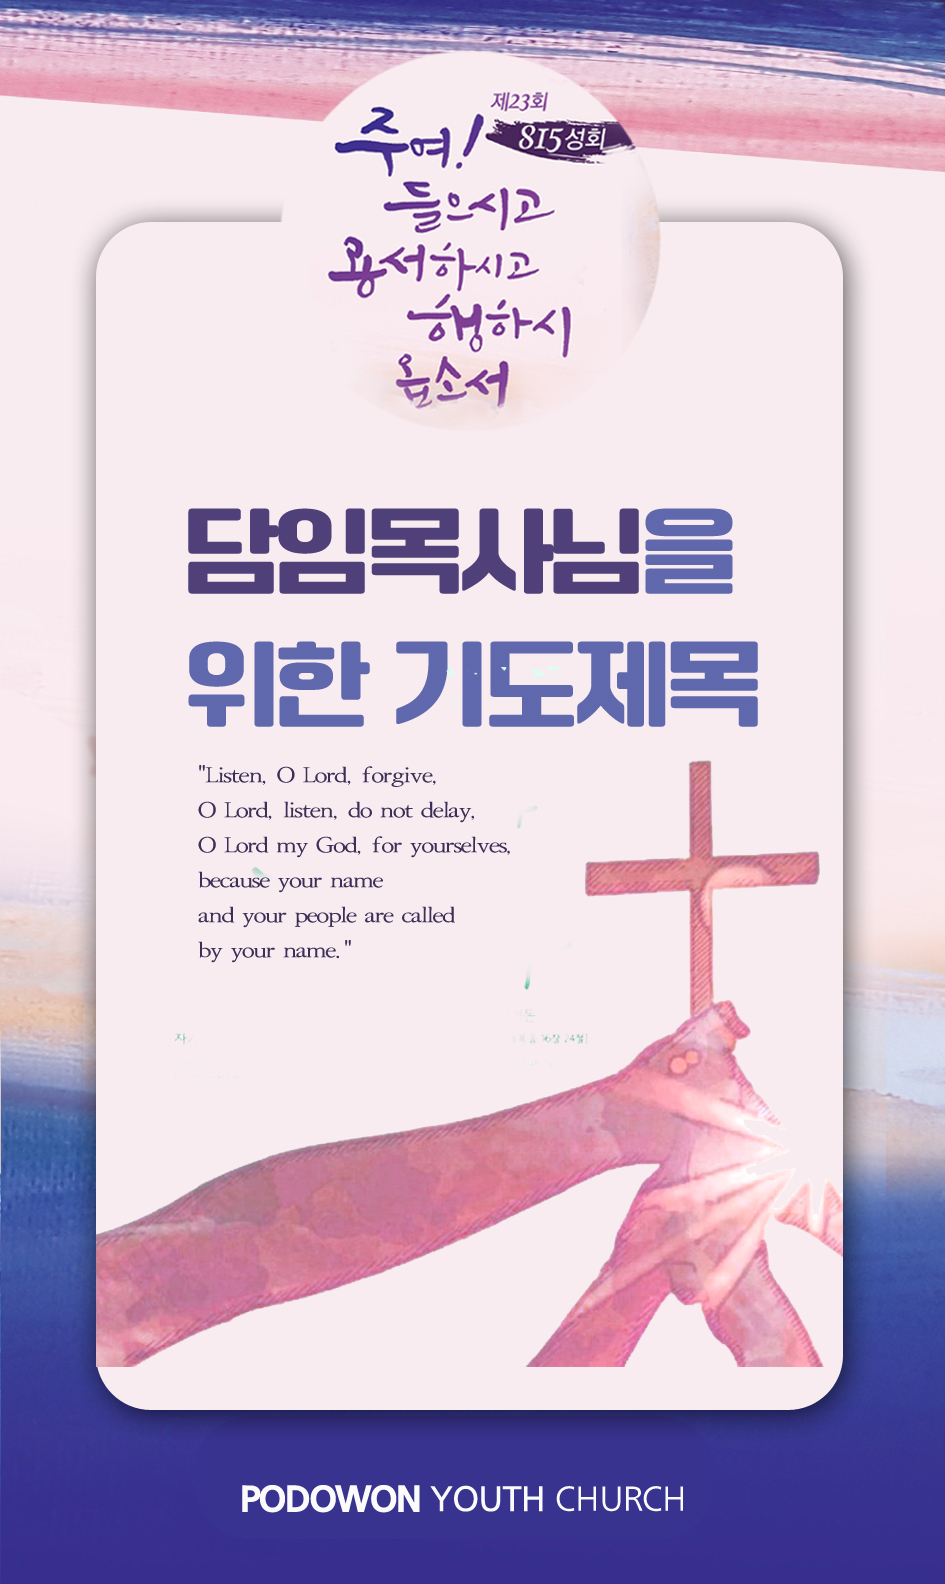 제23회
815성회
주여!
들으시고
용서하시고
행하시
옵소서
담임목사님을
위한 기도제목
"Listen, O Lord, forgive,
O Lord, listen, do not delay,
O Lord my God, for yourselves,
because your name
and your people are called
by your name."
PODOWON YOUTH CHURCH